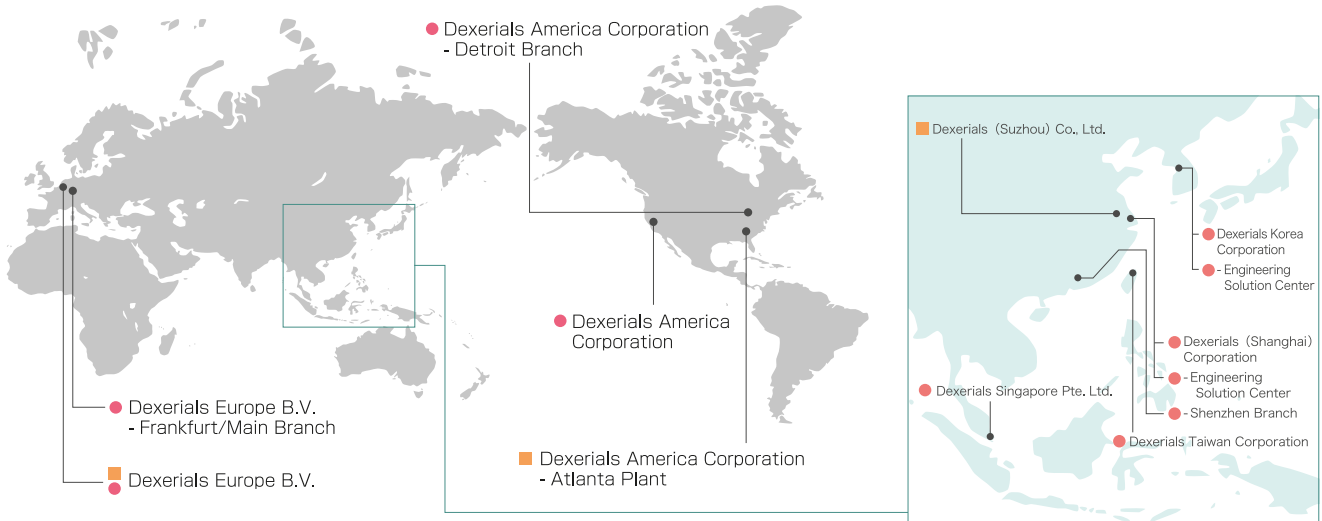 Dexerials America Corporation
- Detroit Branch
Dexerials America
Corporation
Dexerials Europe B.V.
- Frankfurt/Main Branch
Dexerials Europe B.V.
Dexerials America Corporation
- Atlanta Plant
Dexerials (Suzhou) Co., Ltd.
Dexerials Korea
Corporation
- Engineering
Solution Center
Dexerials (Shanghai)
Corporation
- Engineering
Solution Center
- Shenzhen Branch
Dexerials Singapore Pte. Ltd.
Dexerials Taiwan Corporation